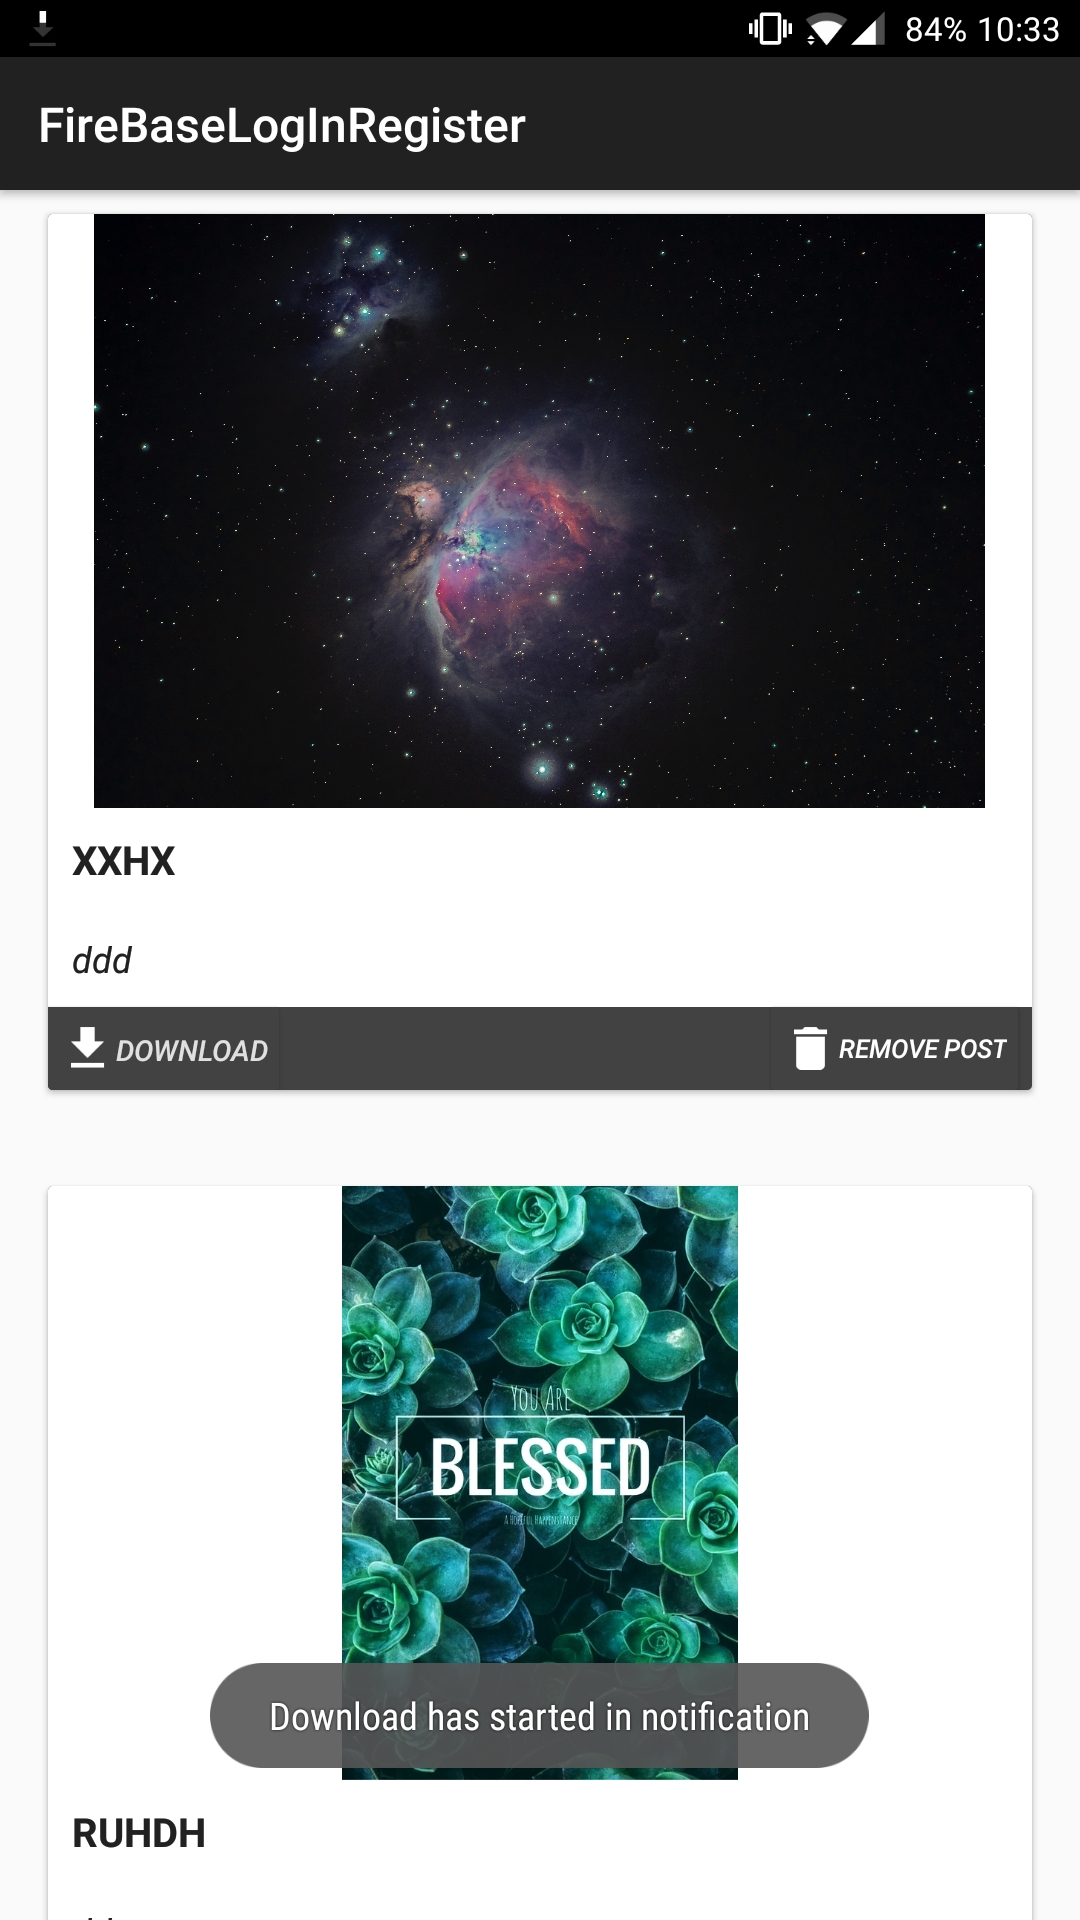 84% 10:33
FireBaseLogInRegister
XXHX
ddd
DOWNLOAD
REMOVE POST
YOU ARE
BLESSED
A HOPEFUL HAPPENSTANCE
Download has started in notification
RUHDH